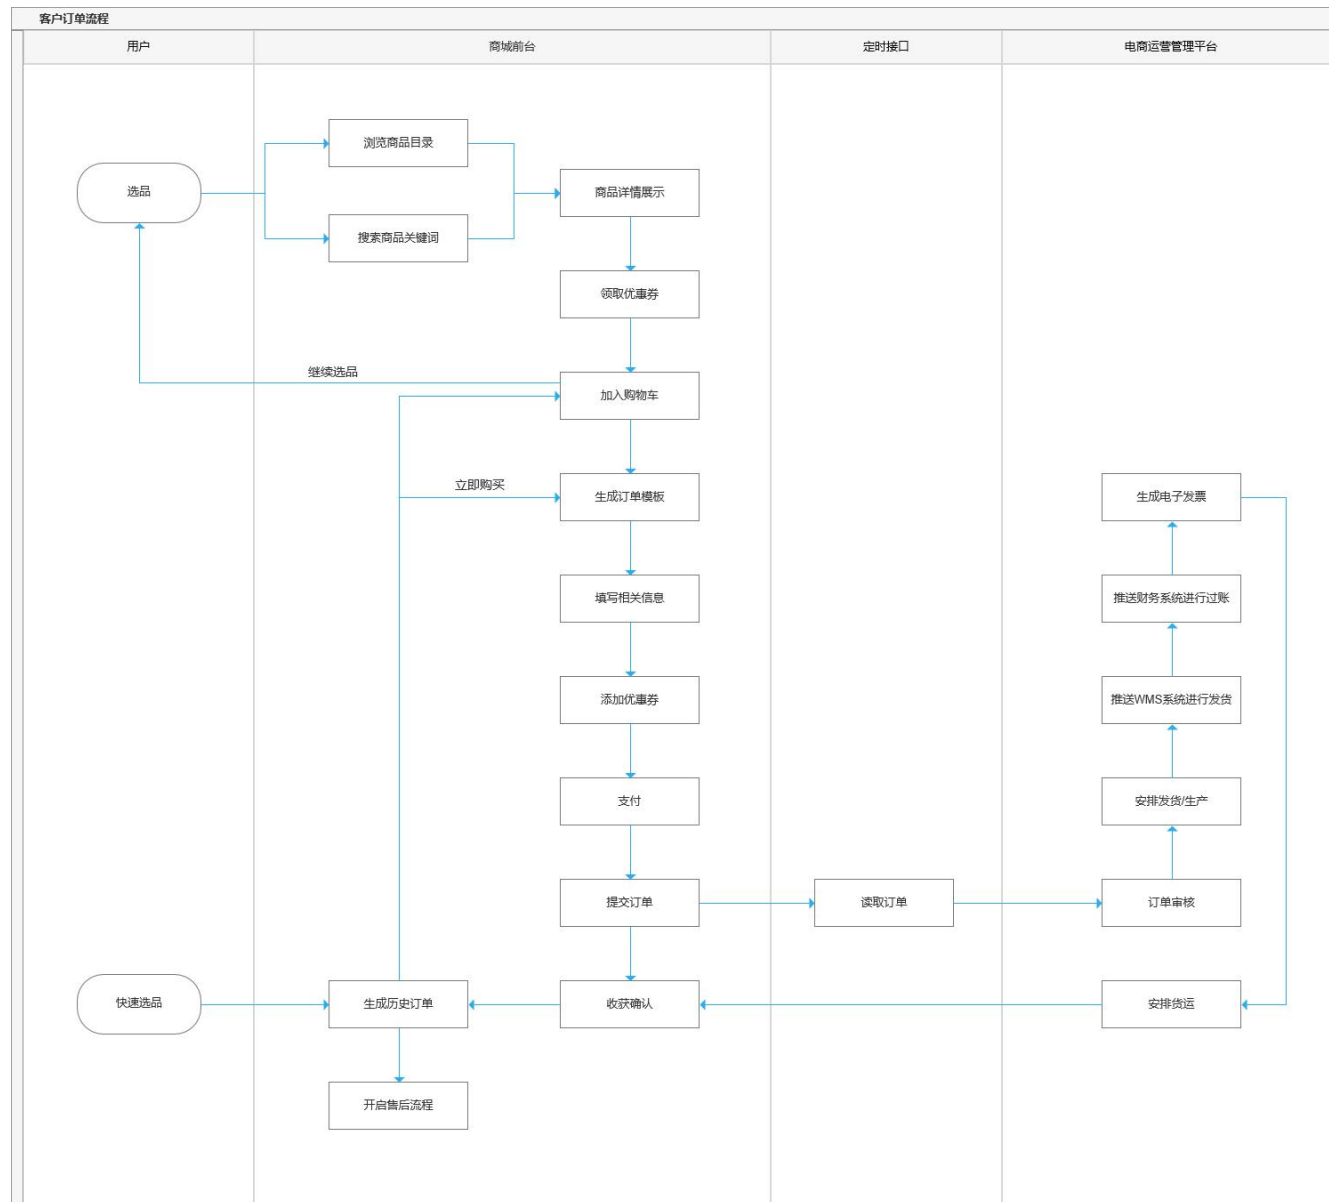 客户订单流程
用户
商城前台
定时接口
电商运营管理平台
浏览商品目录
选品
商品详情展示
搜索商品关键词
领取优惠券
继续选品
加入购物车
立即购买
生成订单模板
生成电子发票
填写相关信息
推送财务系统进行过账
添加优惠券
推送WMS系统进行发货
支付
安排发货/生产
提交订单
读取订单
订单审核
快速选品
生成历史订单
收获确认
安排货运
开启售后流程